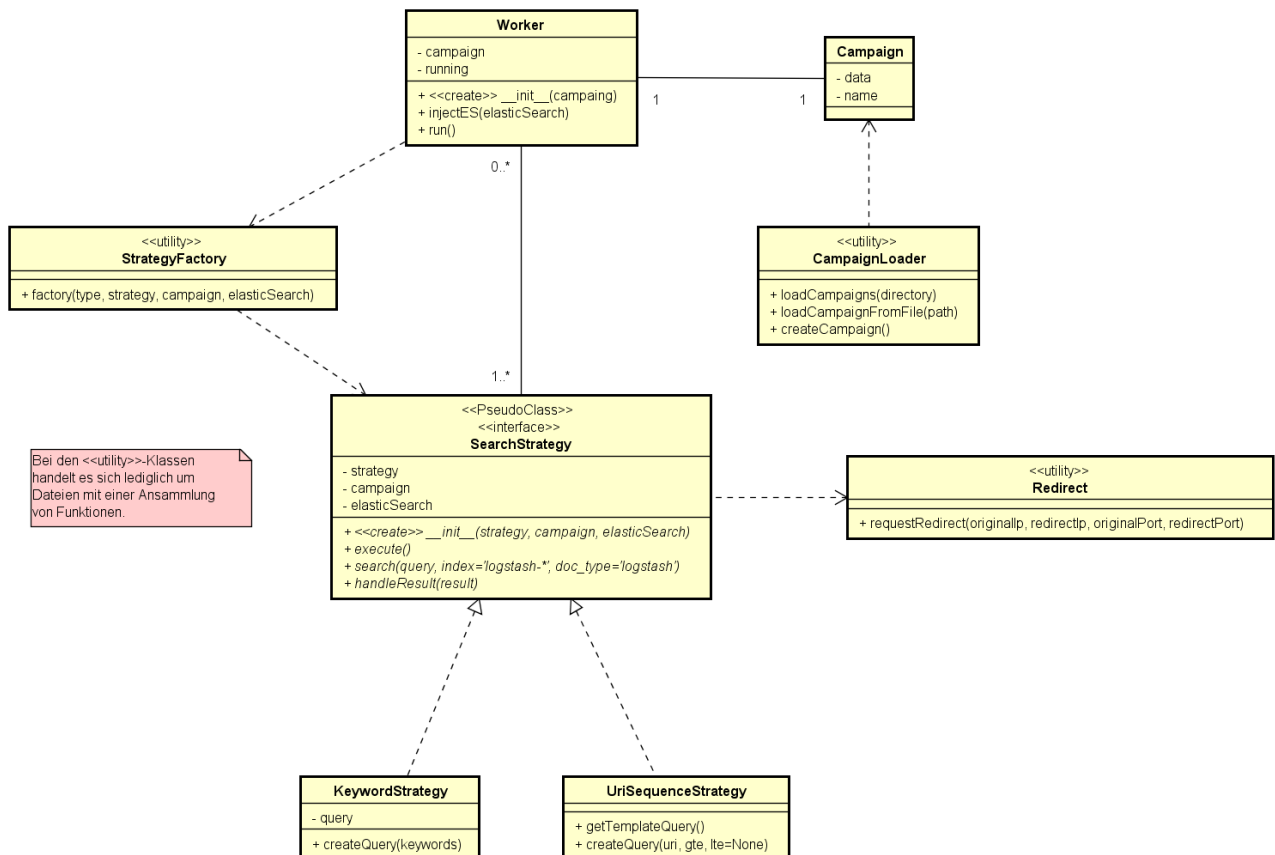 Worker
- campaign
- running
+ <<create>> __init__(campaing)
+ injectES(elasticSearch)
+ run()
Campaign
- data
- name
1
1
0..*
<<utility>>
StrategyFactory
+ factory(type, strategy, campaign, elasticSearch)
<<utility>>
CampaignLoader
+ loadCampaigns(directory)
+ loadCampaignFromFile(path)
+ createCampaign()
1..*
<<PseudoClass>>
<<interface>>
SearchStrategy
- strategy
- campaign
- elasticSearch
+ <<create>> __init__(strategy, campaign, elasticSearch)
+ execute()
+ search(query, index='logstash-*', doc_type='logstash')
+ handleResult(result)
Bei den <<utility>>-Klassen
handelt es sich lediglich um
Dateien mit einer Ansammlung
von Funktionen.
<<utility>>
Redirect
+ requestRedirect(originalIp, redirectIp, originalPort, redirectPort)
KeywordStrategy
- query
+ createQuery(keywords)
UriSequenceStrategy
+ getTemplateQuery()
+ createQuery(uri, gte, lte=None)